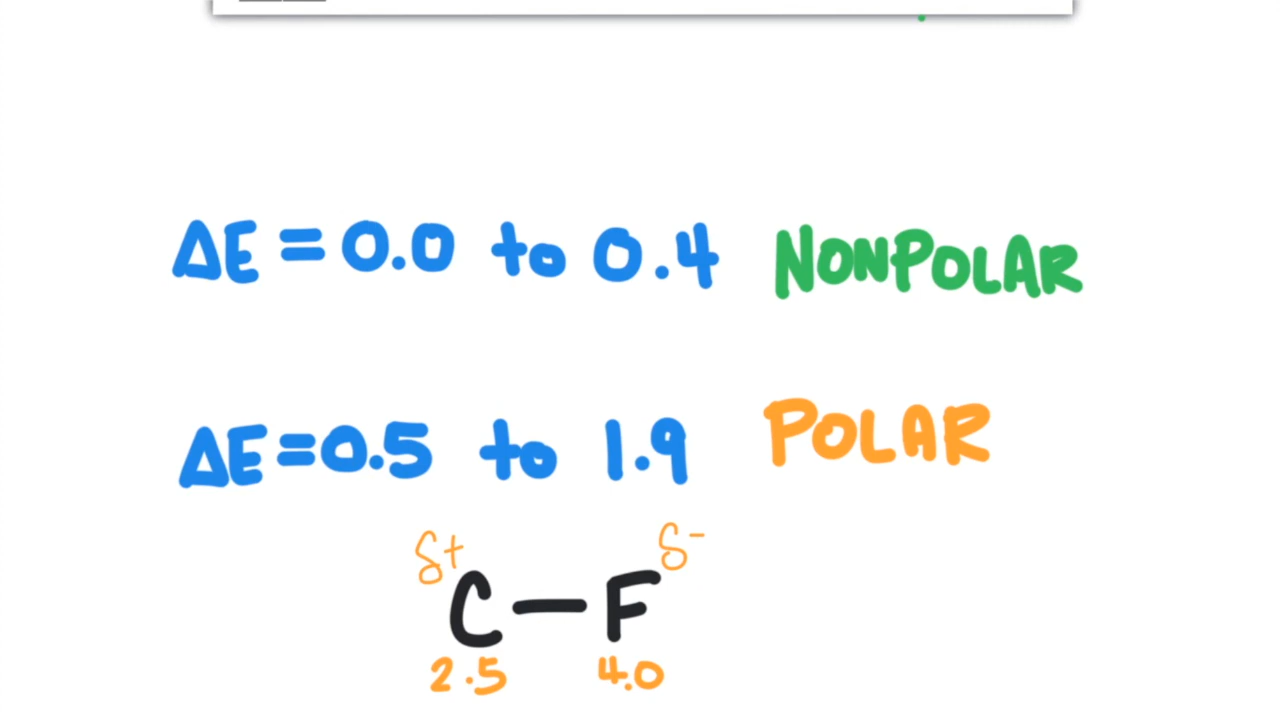 ΔE = 0.0 to 0.4 NONPOLAR
ΔE = 0.5 to 1.9 POLAR
δ+ δ-
C — F
2.5 4.0